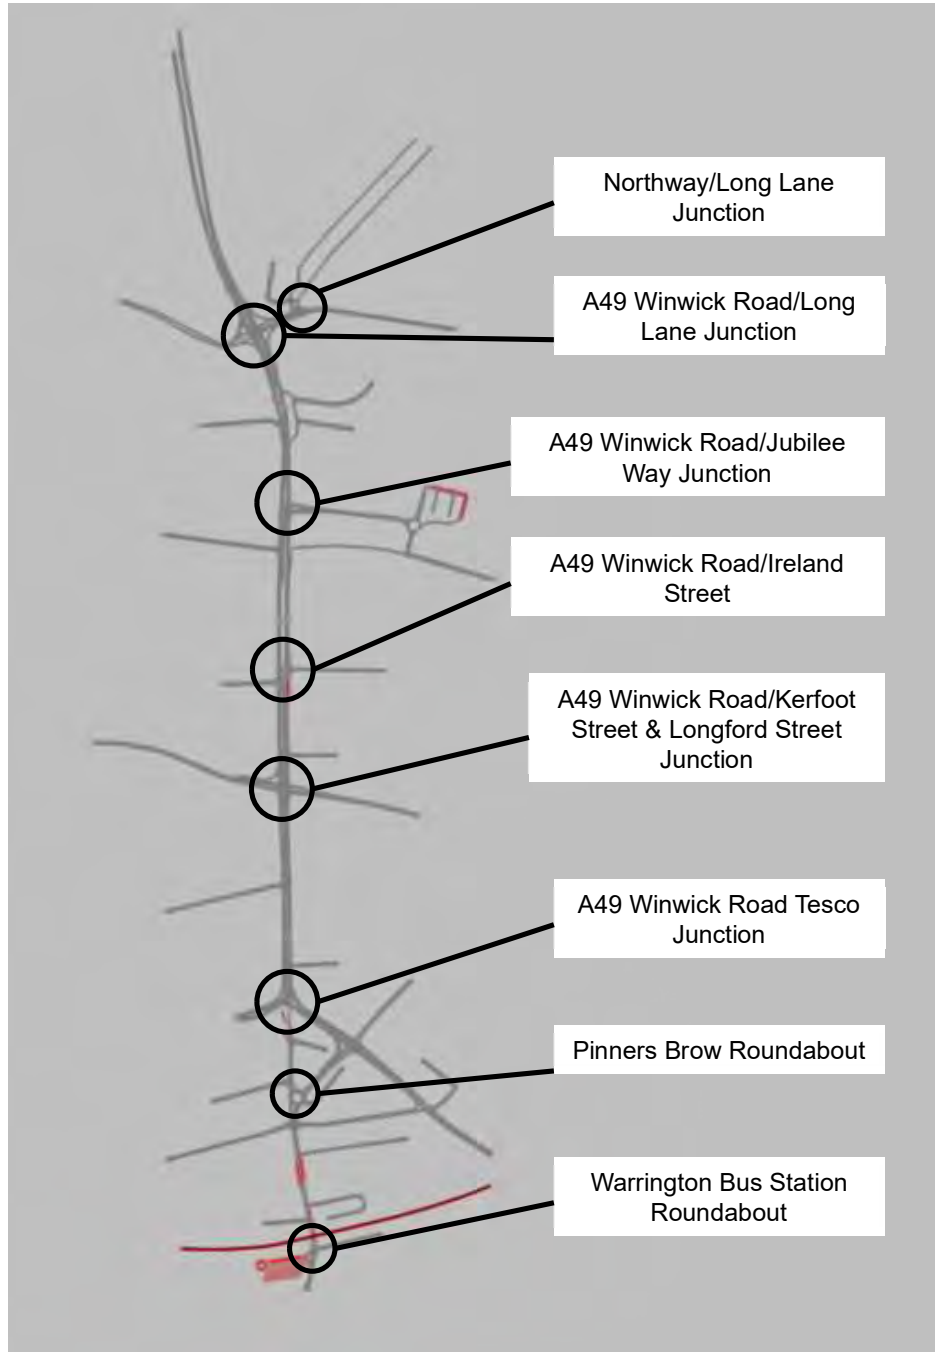 Northway/Long Lane
Junction
A49 Winwick Road/Long
Lane Junction
A49 Winwick Road/Jubilee
Way Junction
A49 Winwick Road/Ireland
Street
A49 Winwick Road/Kerfoot
Street & Longford Street
Junction
A49 Winwick Road Tesco
Junction
Pinners Brow Roundabout
Warrington Bus Station
Roundabout